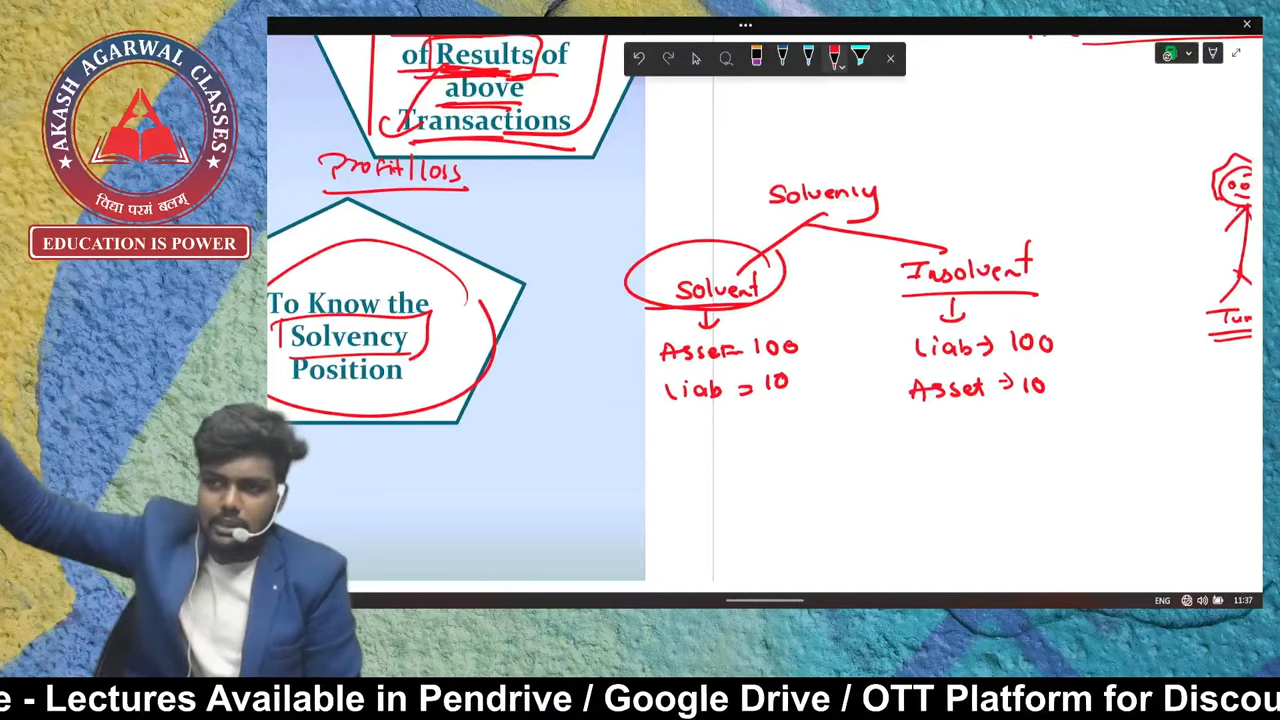 AKASH AGARWAL CLASSES
विद्या परमं बलम्
EDUCATION IS POWER
of Results of
above
Transactions
Profit/loss
To Know the
Solvency
Position
Solvency
Solvent
Insolvent
Asset = 100
Liab = 10
Liab → 100
Asset → 10
ENG
11:37
e - Lectures Available in Pendrive / Google Drive / OTT Platform for Discou